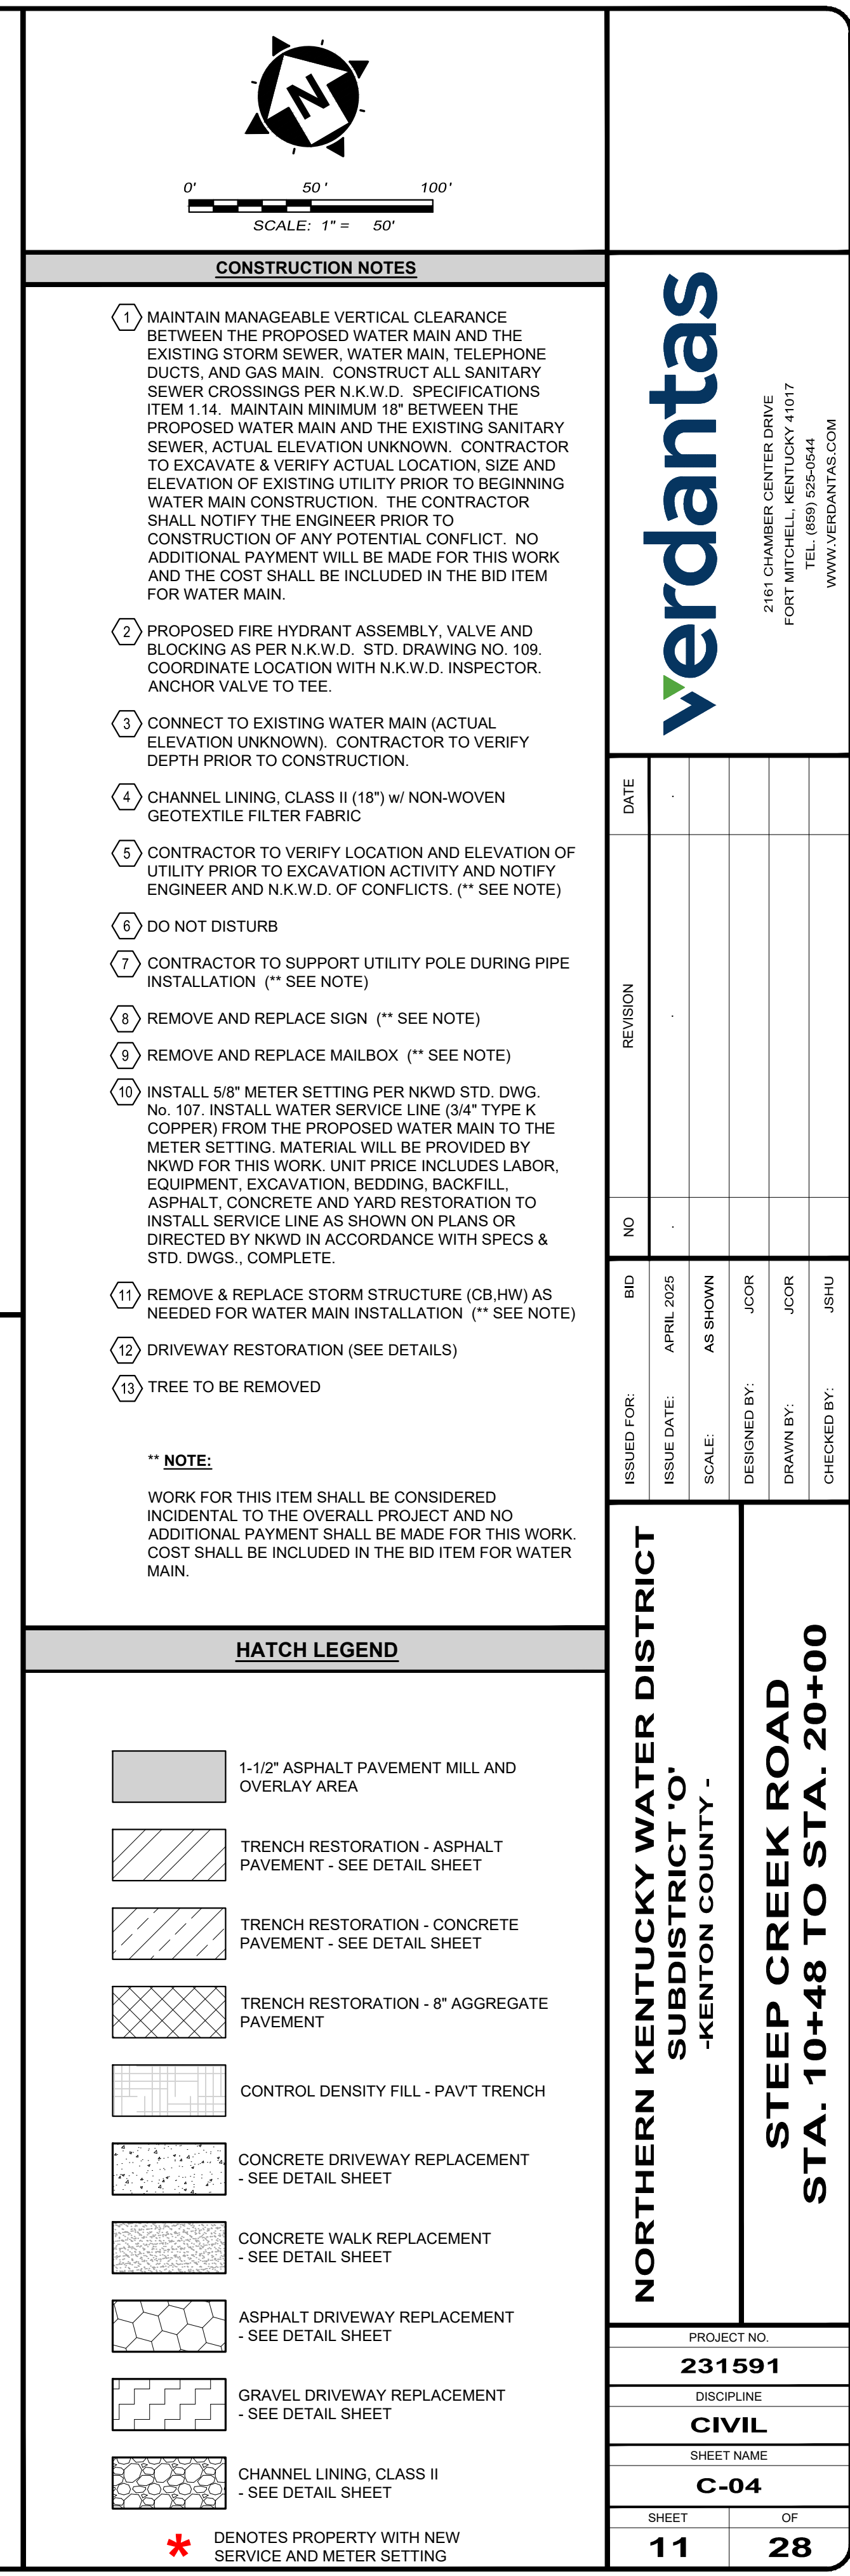 N
0' 50' 100'
SCALE: 1" = 50'
CONSTRUCTION NOTES
1 MAINTAIN MANAGEABLE VERTICAL CLEARANCE
BETWEEN THE PROPOSED WATER MAIN AND THE
EXISTING STORM SEWER, WATER MAIN, TELEPHONE
DUCTS, AND GAS MAIN. CONSTRUCT ALL SANITARY
SEWER CROSSINGS PER N.K.W.D. SPECIFICATIONS
ITEM 1.14. MAINTAIN MINIMUM 18" BETWEEN THE
PROPOSED WATER MAIN AND THE EXISTING SANITARY
SEWER, ACTUAL ELEVATION UNKNOWN. CONTRACTOR
TO EXCAVATE & VERIFY ACTUAL LOCATION, SIZE AND
ELEVATION OF EXISTING UTILITY PRIOR TO BEGINNING
WATER MAIN CONSTRUCTION. THE CONTRACTOR
SHALL NOTIFY THE ENGINEER PRIOR TO
CONSTRUCTION OF ANY POTENTIAL CONFLICT. NO
ADDITIONAL PAYMENT WILL BE MADE FOR THIS WORK
AND THE COST SHALL BE INCLUDED IN THE BID ITEM
FOR WATER MAIN.
2 PROPOSED FIRE HYDRANT ASSEMBLY, VALVE AND
BLOCKING AS PER N.K.W.D. STD. DRAWING NO. 109.
COORDINATE LOCATION WITH N.K.W.D. INSPECTOR.
ANCHOR VALVE TO TEE.
3 CONNECT TO EXISTING WATER MAIN (ACTUAL
ELEVATION UNKNOWN). CONTRACTOR TO VERIFY
DEPTH PRIOR TO CONSTRUCTION.
4 CHANNEL LINING, CLASS II (18") w/ NON-WOVEN
GEOTEXTILE FILTER FABRIC
5 CONTRACTOR TO VERIFY LOCATION AND ELEVATION OF
UTILITY PRIOR TO EXCAVATION ACTIVITY AND NOTIFY
ENGINEER AND N.K.W.D. OF CONFLICTS. (** SEE NOTE)
6 DO NOT DISTURB
7 CONTRACTOR TO SUPPORT UTILITY POLE DURING PIPE
INSTALLATION (** SEE NOTE)
8 REMOVE AND REPLACE SIGN (** SEE NOTE)
9 REMOVE AND REPLACE MAILBOX (** SEE NOTE)
10 INSTALL 5/8" METER SETTING PER NKWD STD. DWG.
No. 107. INSTALL WATER SERVICE LINE (3/4" TYPE K
COPPER) FROM THE PROPOSED WATER MAIN TO THE
METER SETTING. MATERIAL WILL BE PROVIDED BY
NKWD FOR THIS WORK. UNIT PRICE INCLUDES LABOR,
EQUIPMENT, EXCAVATION, BEDDING, BACKFILL,
ASPHALT, CONCRETE AND YARD RESTORATION TO
INSTALL SERVICE LINE AS SHOWN ON PLANS OR
DIRECTED BY NKWD IN ACCORDANCE WITH SPECS &
STD. DWGS., COMPLETE.
11 REMOVE & REPLACE STORM STRUCTURE (CB,HW) AS
NEEDED FOR WATER MAIN INSTALLATION (** SEE NOTE)
12 DRIVEWAY RESTORATION (SEE DETAILS)
13 TREE TO BE REMOVED
** NOTE:
WORK FOR THIS ITEM SHALL BE CONSIDERED
INCIDENTAL TO THE OVERALL PROJECT AND NO
ADDITIONAL PAYMENT SHALL BE MADE FOR THIS WORK.
COST SHALL BE INCLUDED IN THE BID ITEM FOR WATER
MAIN.
HATCH LEGEND
1-1/2" ASPHALT PAVEMENT MILL AND
OVERLAY AREA
TRENCH RESTORATION - ASPHALT
PAVEMENT - SEE DETAIL SHEET
TRENCH RESTORATION - CONCRETE
PAVEMENT - SEE DETAIL SHEET
TRENCH RESTORATION - 8" AGGREGATE
PAVEMENT
CONTROL DENSITY FILL - PAV'T TRENCH
CONCRETE DRIVEWAY REPLACEMENT
- SEE DETAIL SHEET
CONCRETE WALK REPLACEMENT
- SEE DETAIL SHEET
ASPHALT DRIVEWAY REPLACEMENT
- SEE DETAIL SHEET
GRAVEL DRIVEWAY REPLACEMENT
- SEE DETAIL SHEET
CHANNEL LINING, CLASS II
- SEE DETAIL SHEET
* DENOTES PROPERTY WITH NEW
SERVICE AND METER SETTING
verdantas
2161 CHAMBER CENTER DRIVE
FORT MITCHELL, KENTUCKY 41017
TEL. (859) 525-0544
WWW.VERDANTAS.COM
NO REVISION DATE
. . .
ISSUED FOR: BID
ISSUE DATE: APRIL 2025
SCALE: AS SHOWN
DESIGNED BY: JCOR
DRAWN BY: JCOR
CHECKED BY: JSHU
NORTHERN KENTUCKY WATER DISTRICT
SUBDISTRICT 'O'
-KENTON COUNTY -
STEEP CREEK ROAD
STA. 10+48 TO STA. 20+00
PROJECT NO.
231591
DISCIPLINE
CIVIL
SHEET NAME
C-04
SHEET OF
11 28